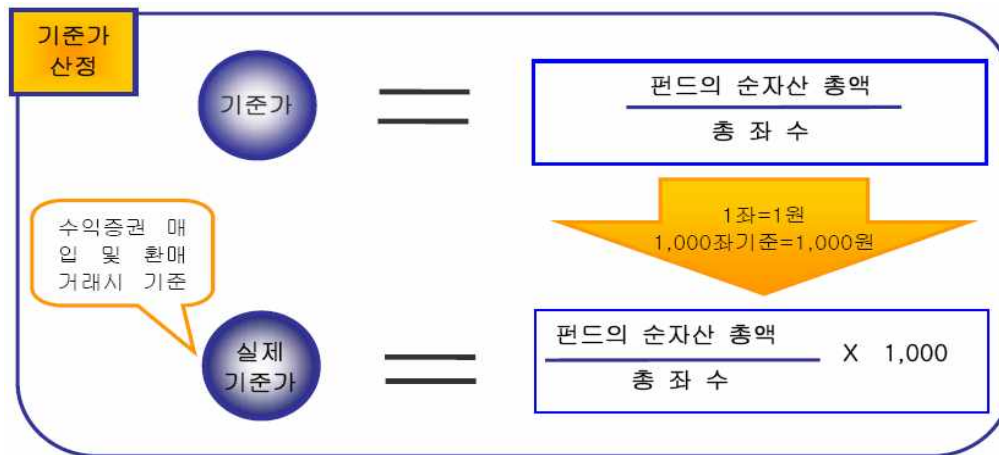 기준가
산정
기준가
펀드의 순자산 총액
총 좌 수
1좌=1원
1,000좌기준=1,000원
수익증권 매
입 및 환매
거래시 기준
실제
기준가
펀드의 순자산 총액
총 좌 수
X 1,000